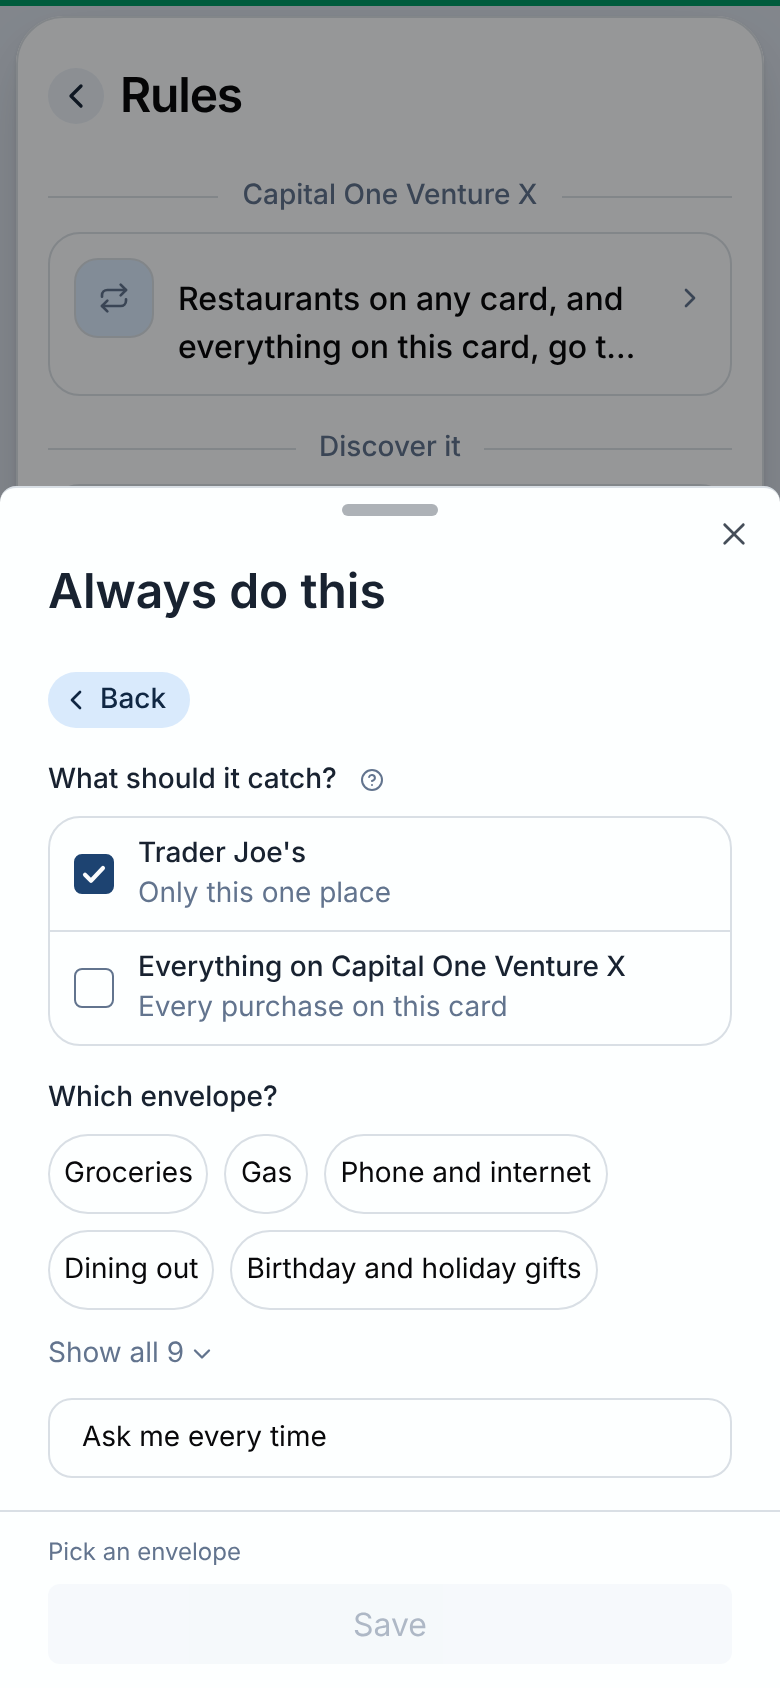 Rules
Capital One Venture X
Restaurants on any card, and
everything on this card, go t...
Discover it
Always do this
Back
What should it catch?
Trader Joe's
Only this one place
Everything on Capital One Venture X
Every purchase on this card
Which envelope?
Groceries Gas Phone and internet
Dining out Birthday and holiday gifts
Show all 9
Ask me every time
Pick an envelope
Save